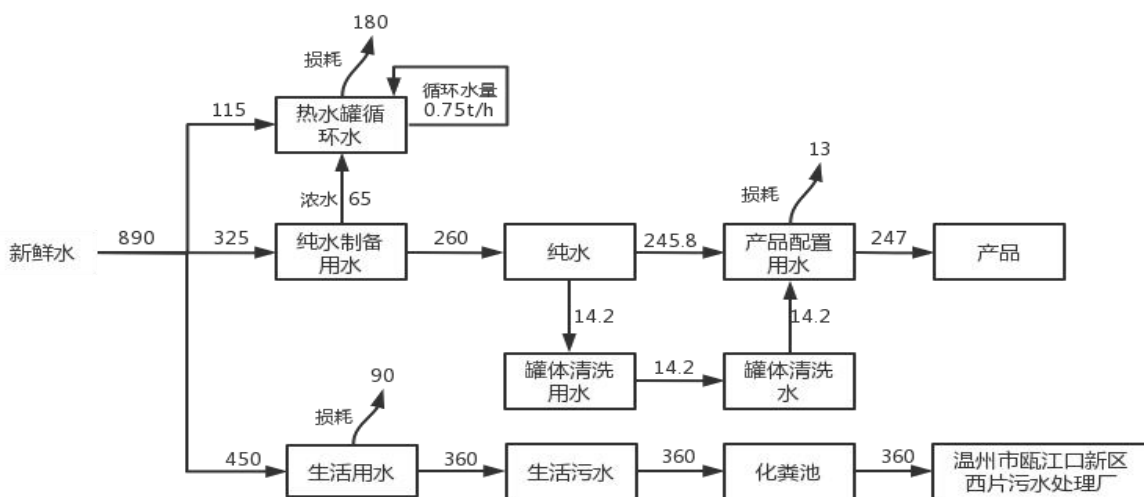 180
损耗
循环水量
0.75t/h
115
热水罐循
环水
浓水
65
13
损耗
新鲜水
890
325
纯水制备
用水
260
纯水
245.8
产品配置
用水
247
产品
14.2
14.2
罐体清洗
用水
14.2
罐体清洗
水
90
损耗
450
生活用水
360
生活污水
360
化粪池
360
温州市瓯江口新区
西片污水处理厂